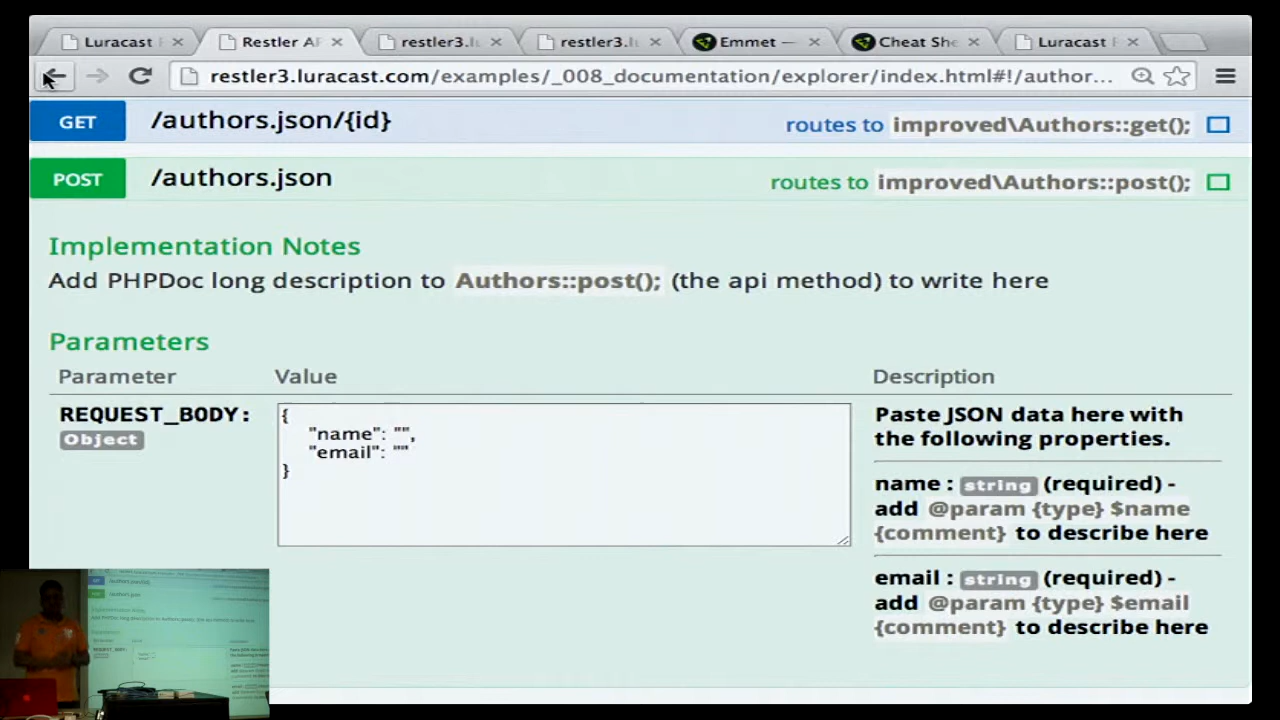 Luracast
Restler AP
restler3.lu
restler3.lu
Emmet —
Cheat She
Luracast F
restler3.luracast.com/examples/_008_documentation/explorer/index.html#!/author...
GET /authors.json/{id} routes to improved\Authors::get();
POST /authors.json routes to improved\Authors::post();
Implementation Notes
Add PHPDoc long description to Authors::post(); (the api method) to write here
Parameters
Parameter Value Description
REQUEST_BODY:
Object
{
"name": "",
"email": ""
}
Paste JSON data here with
the following properties.
name : string (required) -
add @param {type} $name
{comment} to describe here
email : string (required) -
add @param {type} $email
{comment} to describe here